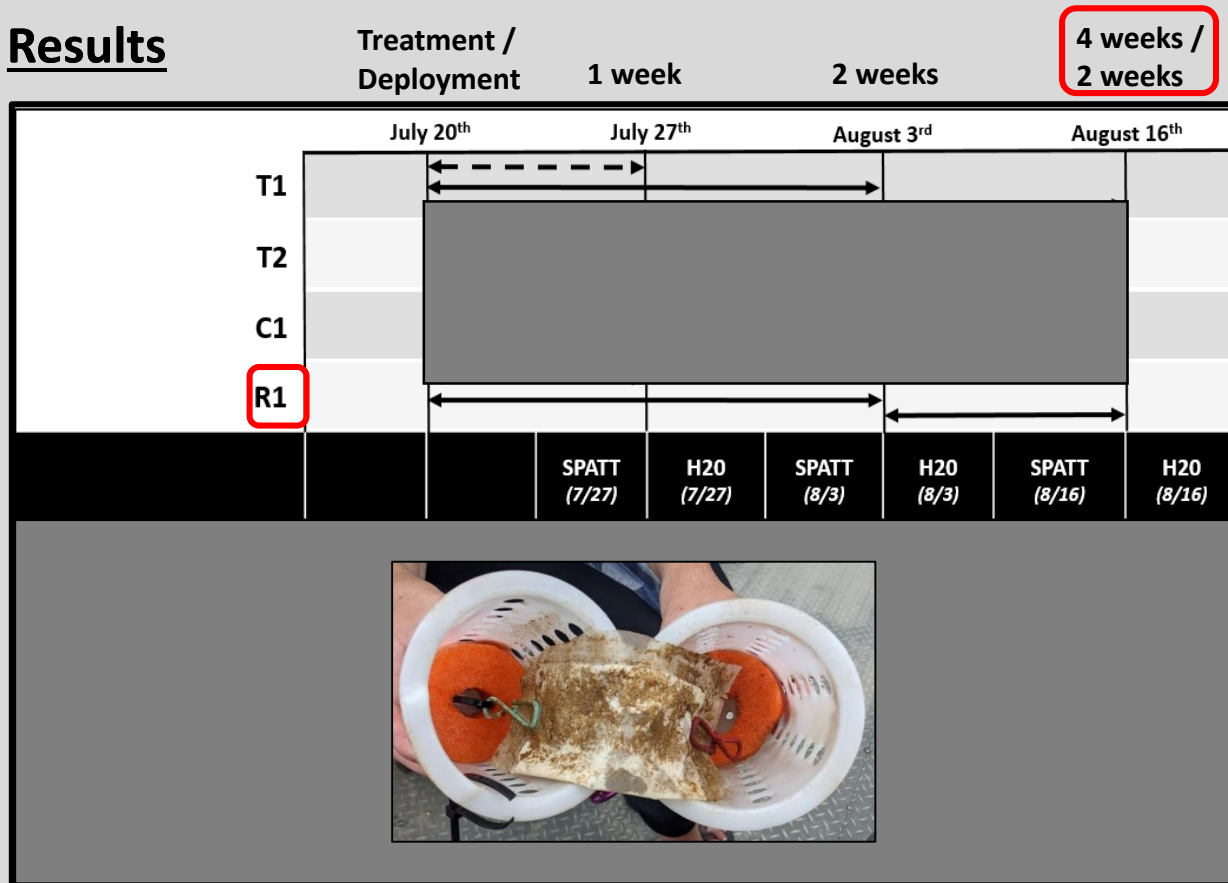 Results
Treatment /
Deployment
1 week
2 weeks
4 weeks /
2 weeks
July 20th
July 27th
August 3rd
August 16th
T1
T2
C1
R1
SPATT
(7/27)
H20
(7/27)
SPATT
(8/3)
H20
(8/3)
SPATT
(8/16)
H20
(8/16)